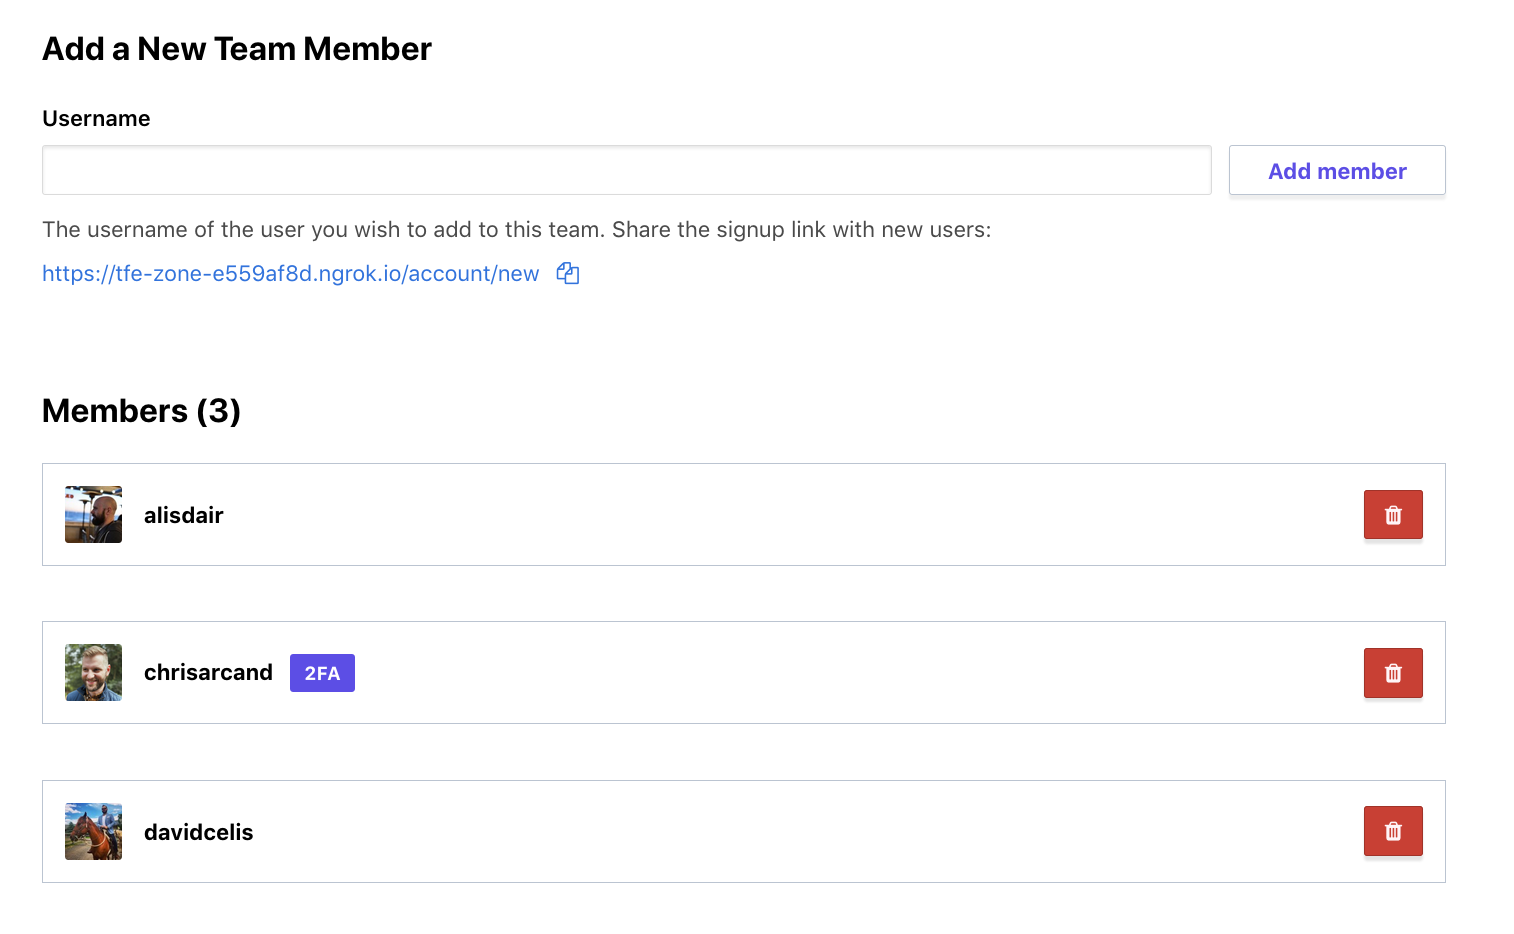 Add a New Team Member
Username
Add member
The username of the user you wish to add to this team. Share the signup link with new users:
https://tfe-zone-e559af8d.ngrok.io/account/new
Members (3)
alisdair
chrisarcand 2FA
davidcelis